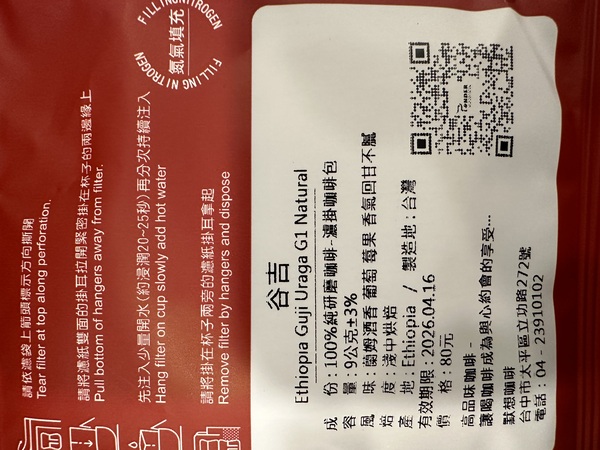 FILLING NITROGEN
氮氣填充
FILLING NITROGEN
請依濾袋上箭頭標示方向撕開
Tear filter at top along perforation.
請將濾紙雙面的掛耳拉開緊密掛在杯子的兩邊緣上
Pull bottom of hangers away from filter.
先注入少量開水(約浸潤20~25秒)再分次持續注入
Hang filter on cup slowly add hot water
請將掛在杯子兩旁的濾紙掛耳拿起
Remove filter by hangers and dispose
谷吉
Ethiopia Guji Uraga G1 Natural
成 份:100%純研磨咖啡-濾掛咖啡包
容 量:9公克±3%
風 味:蘭姆酒香 葡萄 莓果 香氣回甘不膩
焙 度:淺中烘焙
產 地:Ethiopia / 製造地:台灣
有效期限:2026.04.16
價 格:80元
高品味咖啡-
讓喝咖啡成為與心約會的享受...
默想咖啡
台中市太平區立功路272號
電話:04-23910102